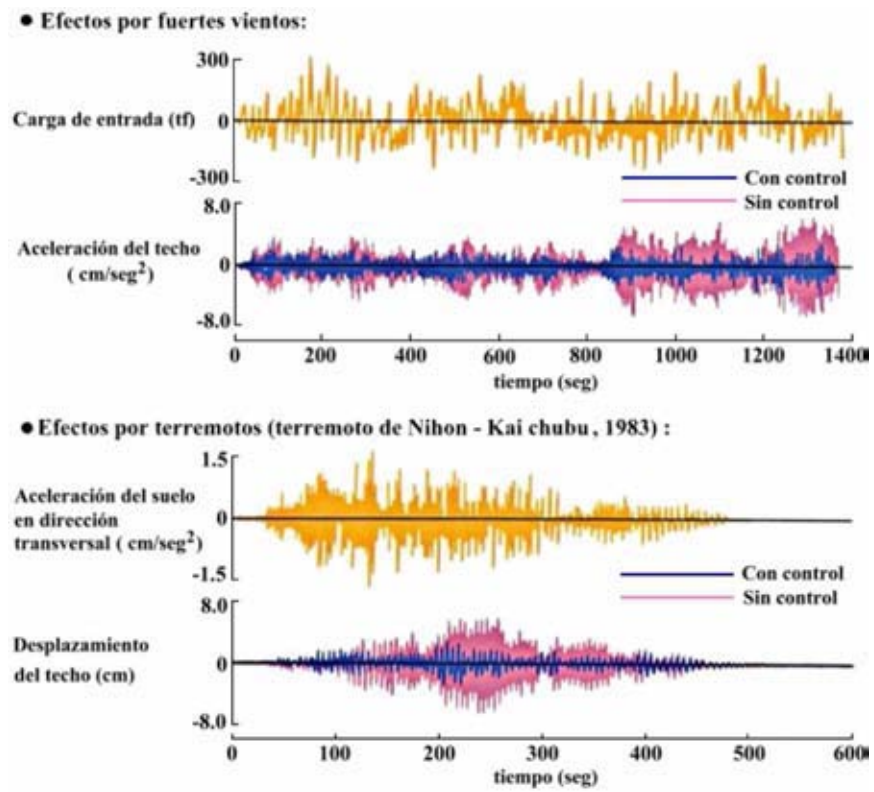 ● Efectos por fuertes vientos:
300
Carga de entrada (tf)
0
-300
Con control
Sin control
8.0
Aceleración del techo
( cm/seg²)
0
-8.0
0 200 400 600 800 1000 1200 1400
tiempo (seg)
● Efectos por terremotos (terremoto de Nihon - Kai chubu , 1983) :
1.5
Aceleración del suelo
en dirección
transversal ( cm/seg²)
0
-1.5
Con control
Sin control
8.0
Desplazamiento
del techo (cm)
0
-8.0
0 100 200 300 400 500 600
tiempo (seg)